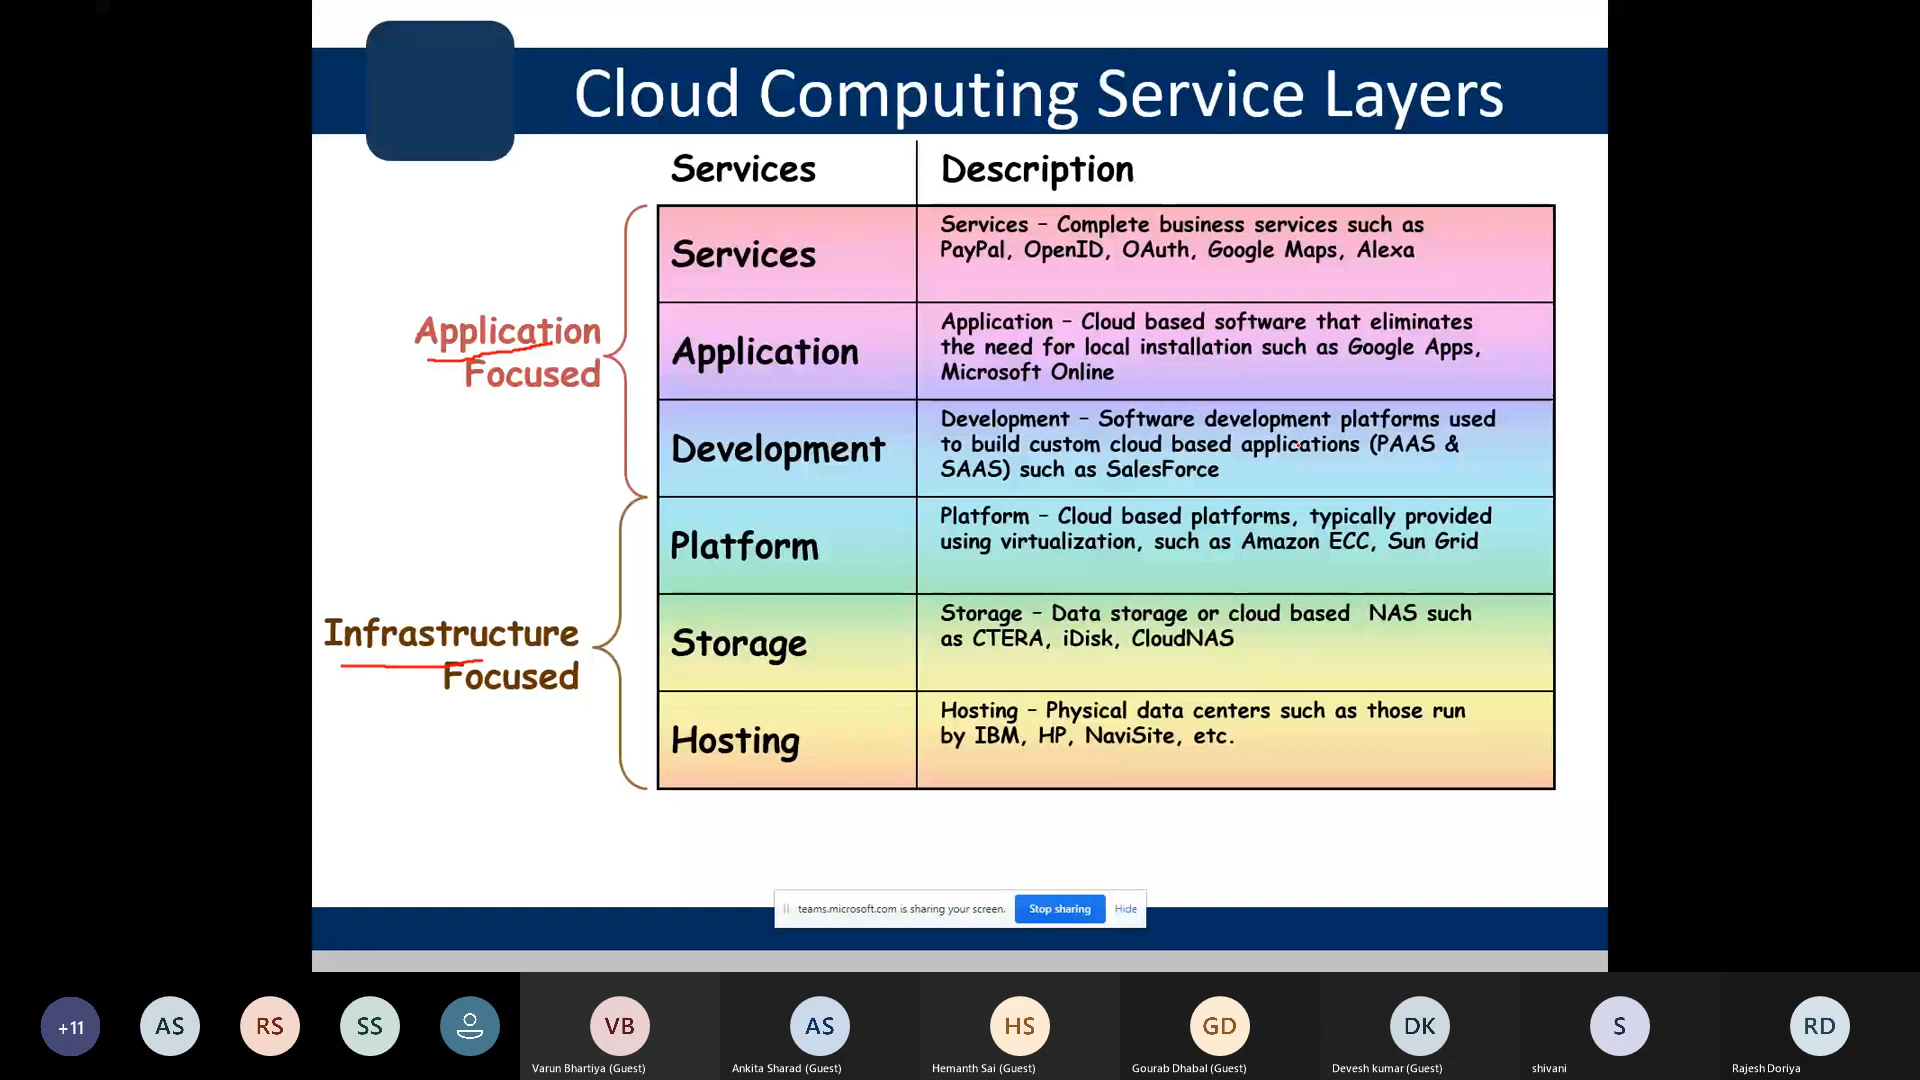 Cloud Computing Service Layers
Services
Description
Services
Services – Complete business services such as
PayPal, OpenID, OAuth, Google Maps, Alexa
Application
Focused
Application
Application – Cloud based software that eliminates
the need for local installation such as Google Apps,
Microsoft Online
Development
Development – Software development platforms used
to build custom cloud based applications (PAAS &
SAAS) such as SalesForce
Platform
Platform – Cloud based platforms, typically provided
using virtualization, such as Amazon ECC, Sun Grid
Infrastructure
Focused
Storage
Storage – Data storage or cloud based NAS such
as CTERA, iDisk, CloudNAS
Hosting
Hosting – Physical data centers such as those run
by IBM, HP, NaviSite, etc.
teams.microsoft.com is sharing your screen.
Stop sharing
Hide
+11
AS
RS
SS
VB
AS
HS
GD
DK
S
RD
Varun Bhartiya (Guest)
Ankita Sharad (Guest)
Hemanth Sai (Guest)
Gourab Dhabal (Guest)
Devesh kumar (Guest)
shivani
Rajesh Doriya